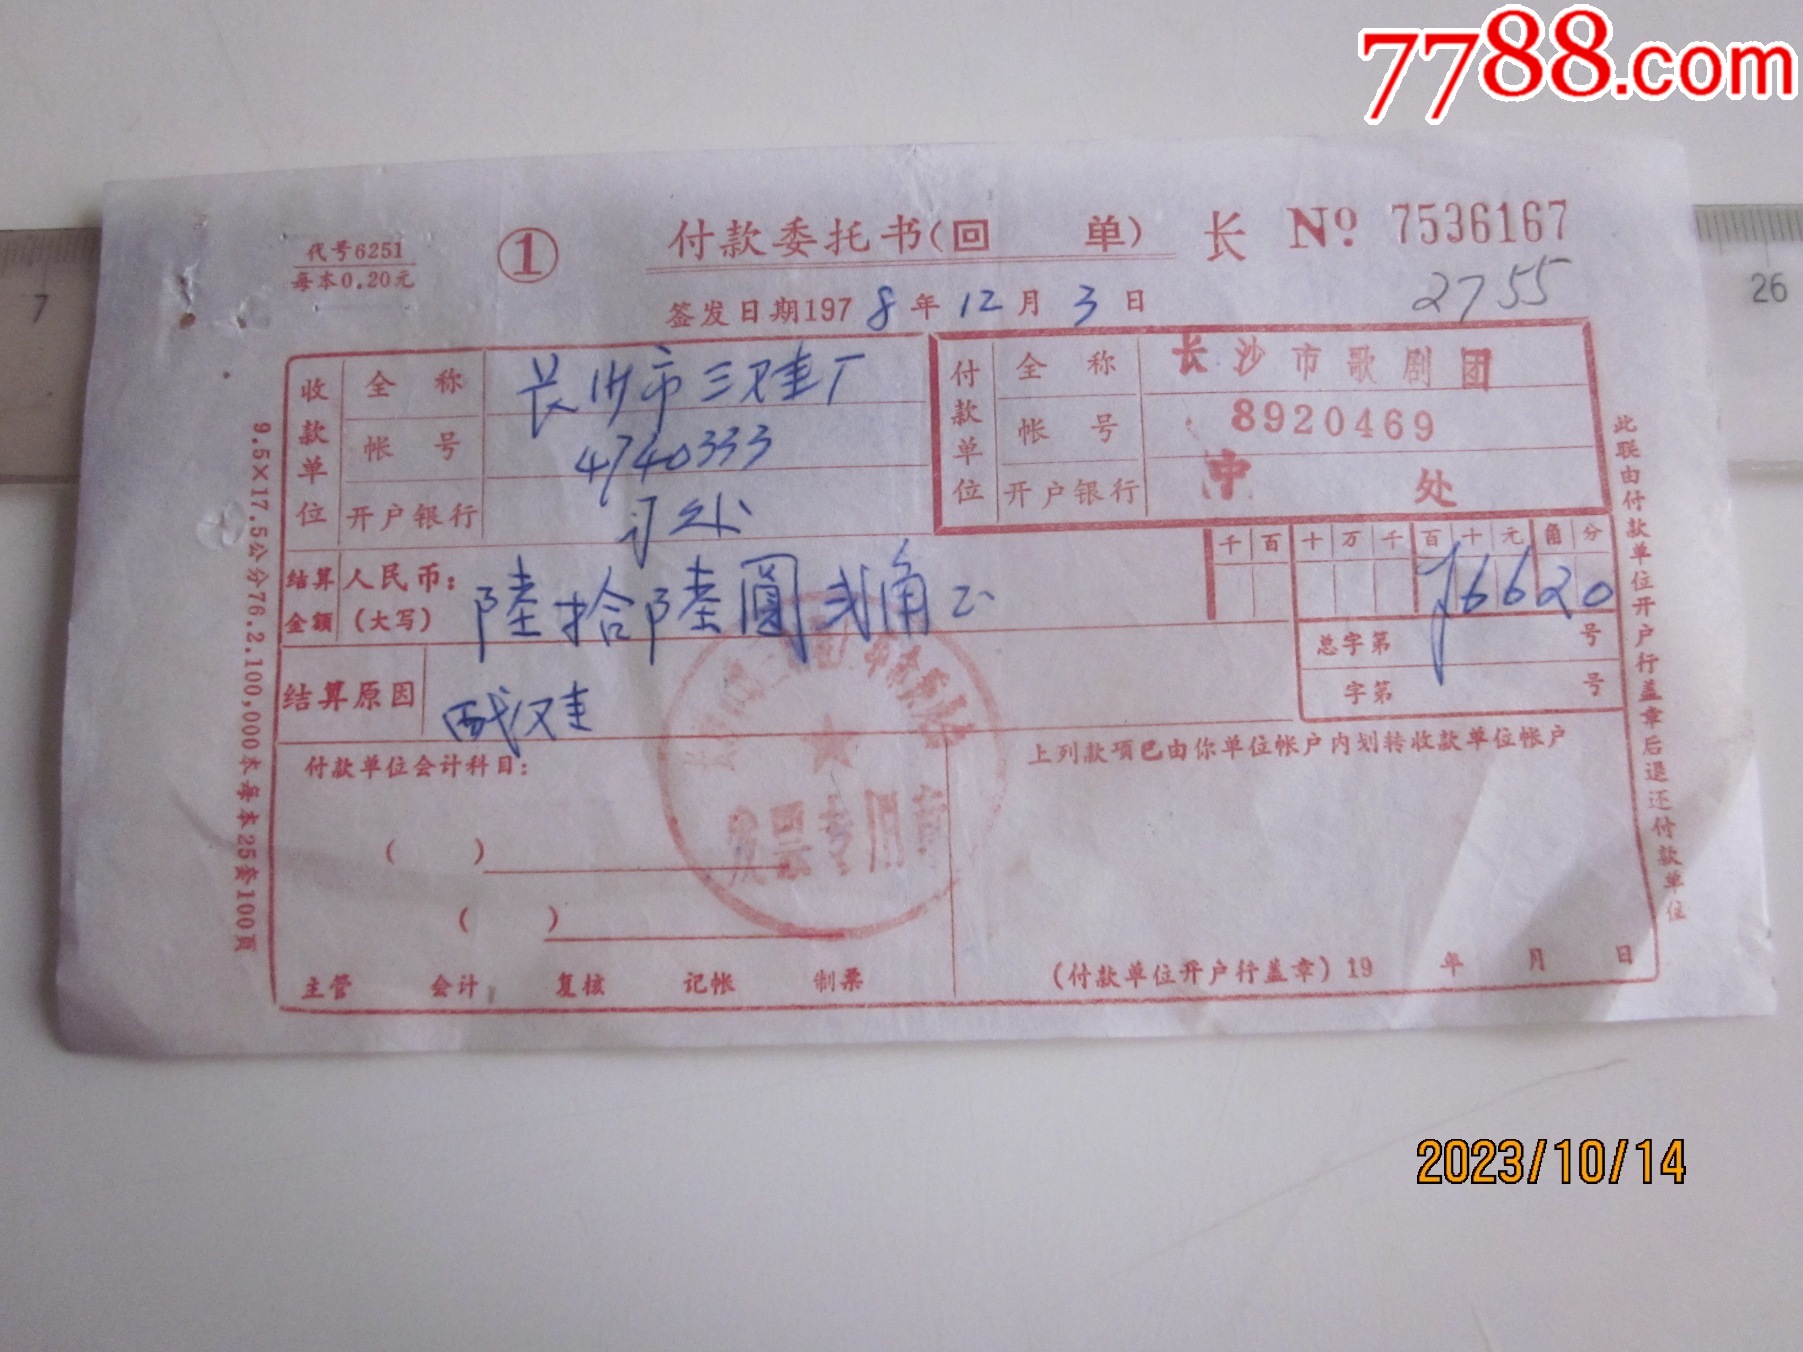 7788.com
代号6251
每本0.20元
① 付款委托书(回 单) 长 Nº 7536167
2755
签发日期1978年12月3日
收款单位
全 称 长沙市三
帐 号 4740333
开户银行 处
付款单位
全 称 长沙市歌剧团
帐 号 8920469
开户银行 中 处
结算金额 人民币:(大写) 陆拾陆圆贰角正
千百十万千百十元角分
6620
总字第 号
字第 号
结算原因
付款单位会计科目:
上列款项已由你单位帐户内划转收款单位帐户
( )
( )
发票专用章
主管 会计 复核 记帐 制票
(付款单位开户行盖章)19 年 月 日
9.5×17.5公分76.2.100,000本每本25套100页
此联由付款单位开户行盖章后退还付款单位
7
26
2023/10/14